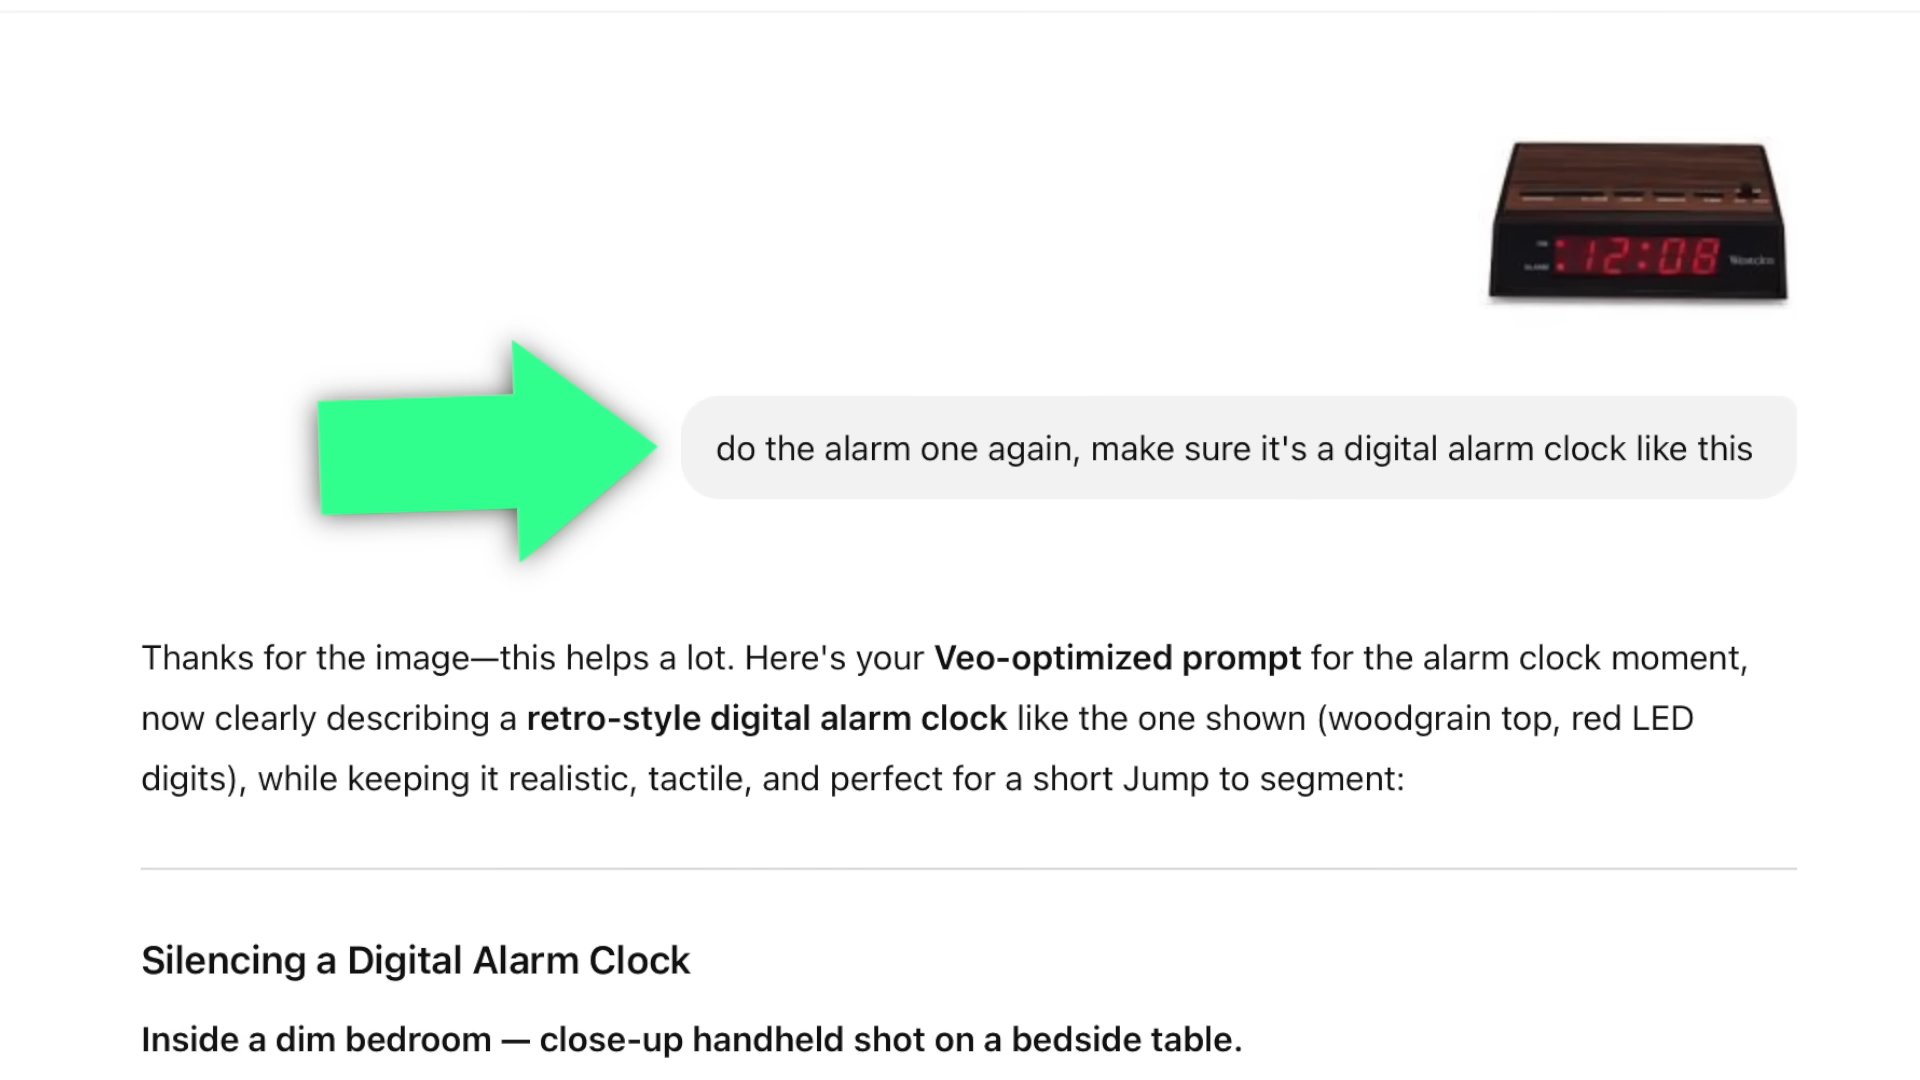 12:08
do the alarm one again, make sure it's a digital alarm clock like this
Thanks for the image—this helps a lot. Here's your Veo-optimized prompt for the alarm clock moment,
now clearly describing a retro-style digital alarm clock like the one shown (woodgrain top, red LED
digits), while keeping it realistic, tactile, and perfect for a short Jump to segment:
Silencing a Digital Alarm Clock
Inside a dim bedroom — close-up handheld shot on a bedside table.